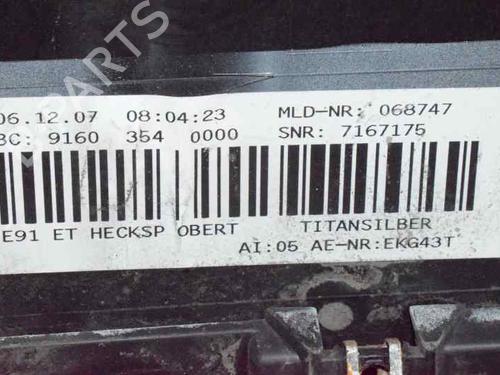 06.12.07 08:04:23 MLD-NR: 068747
BC: 9160 354 0000 SNR: 7167175
E91 ET HECKSP OBERT TITANSILBER
AI:05 AE-NR:EKG43T
B PARTS